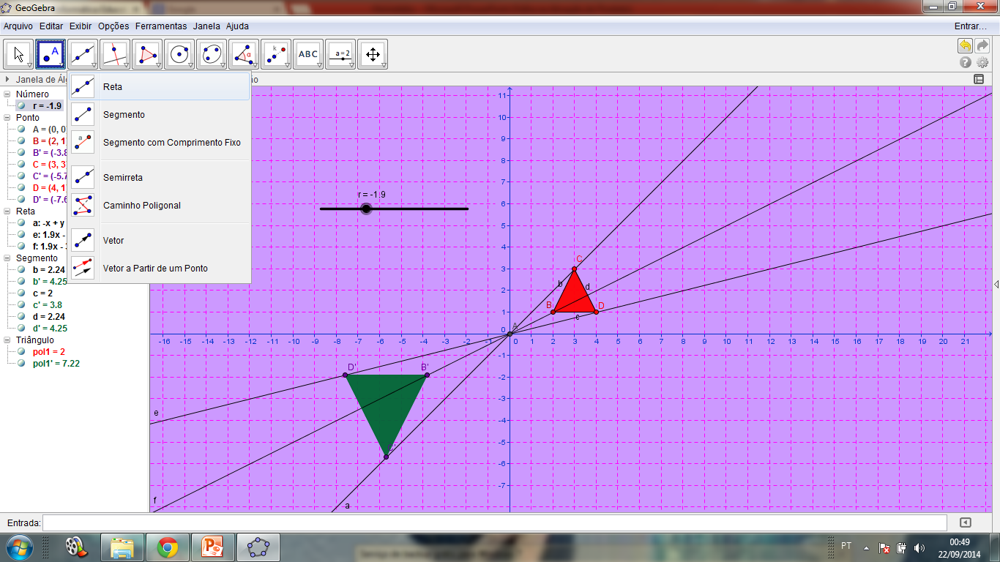 GeoGebra
Arquivo Editar Exibir Opções Ferramentas Janela Ajuda Entrar...
A
α
k
ABC
a=2
Janela de Ál
ão
Reta
Segmento
a
Segmento com Comprimento Fixo
Semirreta
Caminho Poligonal
Vetor
Vetor a Partir de um Ponto
Número
r = -1.9
Ponto
A = (0, 0
B = (2, 1
B' = (-3.8
C = (3, 3
C' = (-5.7
D = (4, 1
D' = (-7.6
Reta
a: -x + y
e: 1.9x -
f: 1.9x -
Segmento
b = 2.24
b' = 4.25
c = 2
c' = 3.8
d = 2.24
d' = 4.25
Triângulo
pol1 = 2
pol1' = 7.22
r = -1.9
11
10
9
8
7
6
5
4
3
2
1
0
-1
-2
-3
-4
-5
-6
-7
-16 -15 -14 -13 -12 -11 -10 -9 -8 -7 -6 -5 -4 -3 -2 -1 0 1 2 3 4 5 6 7 8 9 10 11 12 13 14 15 16 17 18 19 20 21
C
b
d
B
D
c
A
D'
B'
C'
e
f
a
Entrada:
PT
00:49
22/09/2014